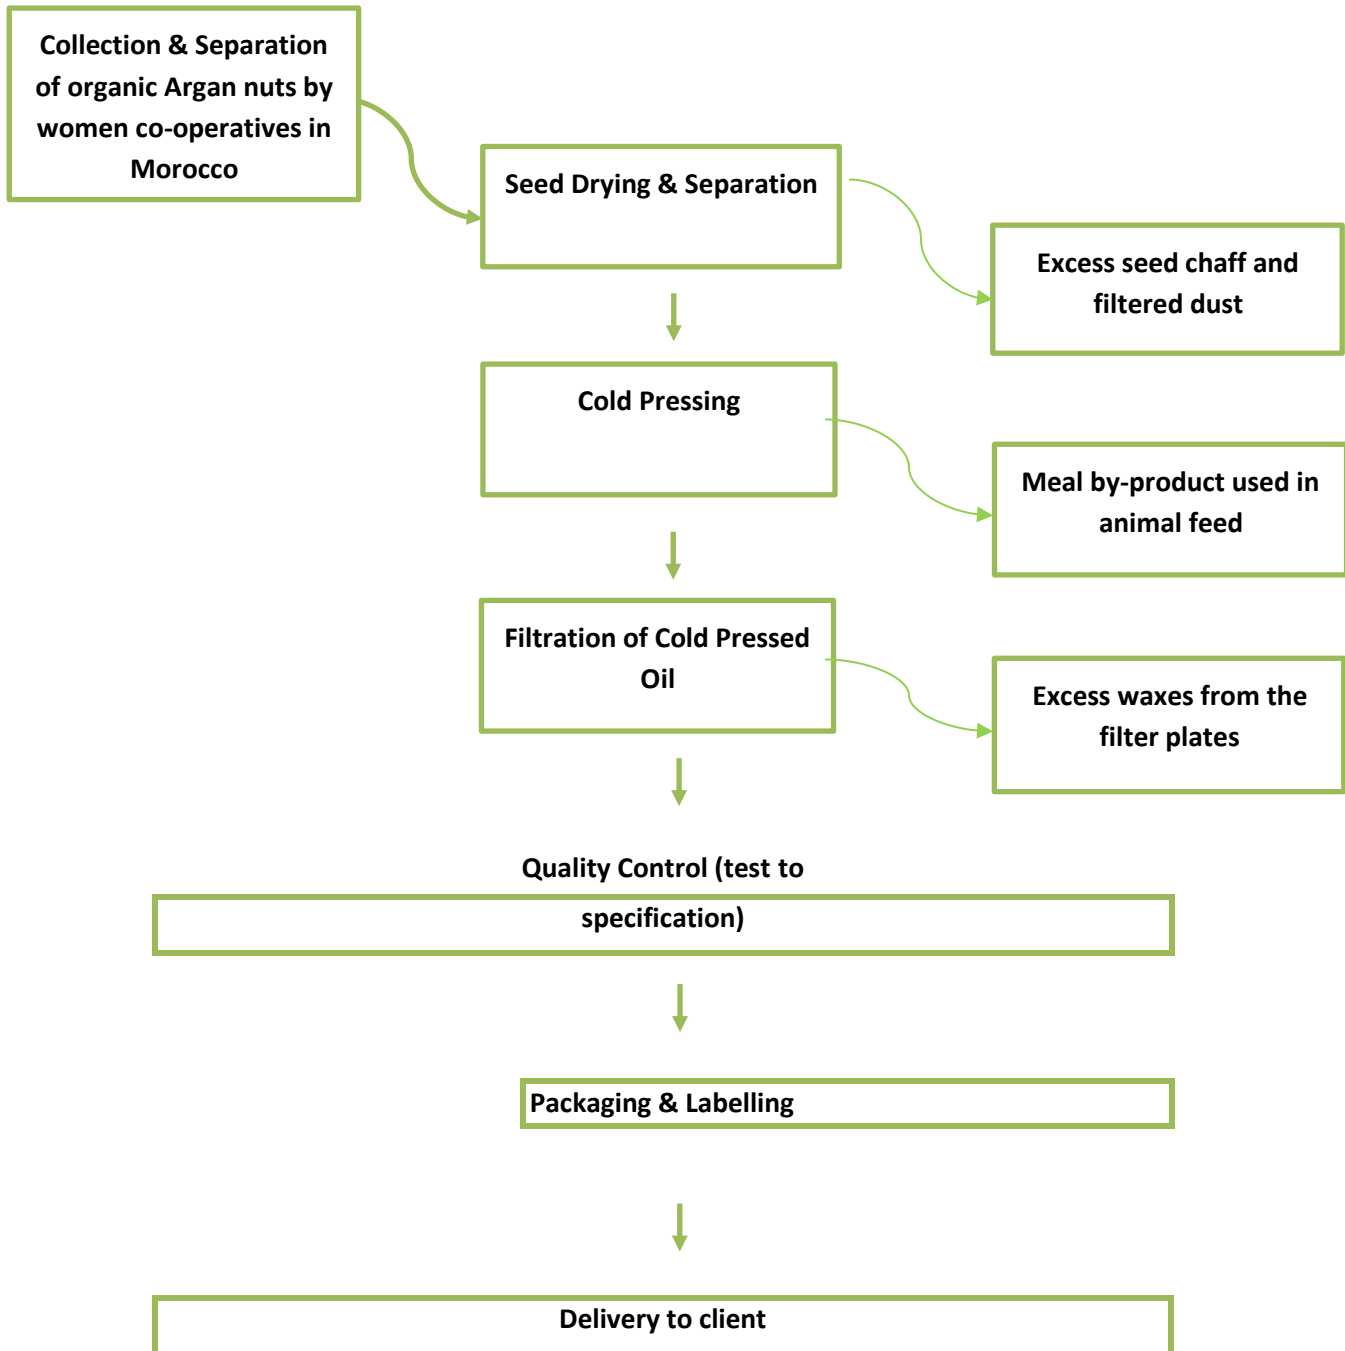 Collection & Separation
of organic Argan nuts by
women co-operatives in
Morocco
Seed Drying & Separation
Excess seed chaff and
filtered dust
Cold Pressing
Meal by-product used in
animal feed
Filtration of Cold Pressed
Oil
Excess waxes from the
filter plates
Quality Control (test to
specification)
Packaging & Labelling
Delivery to client